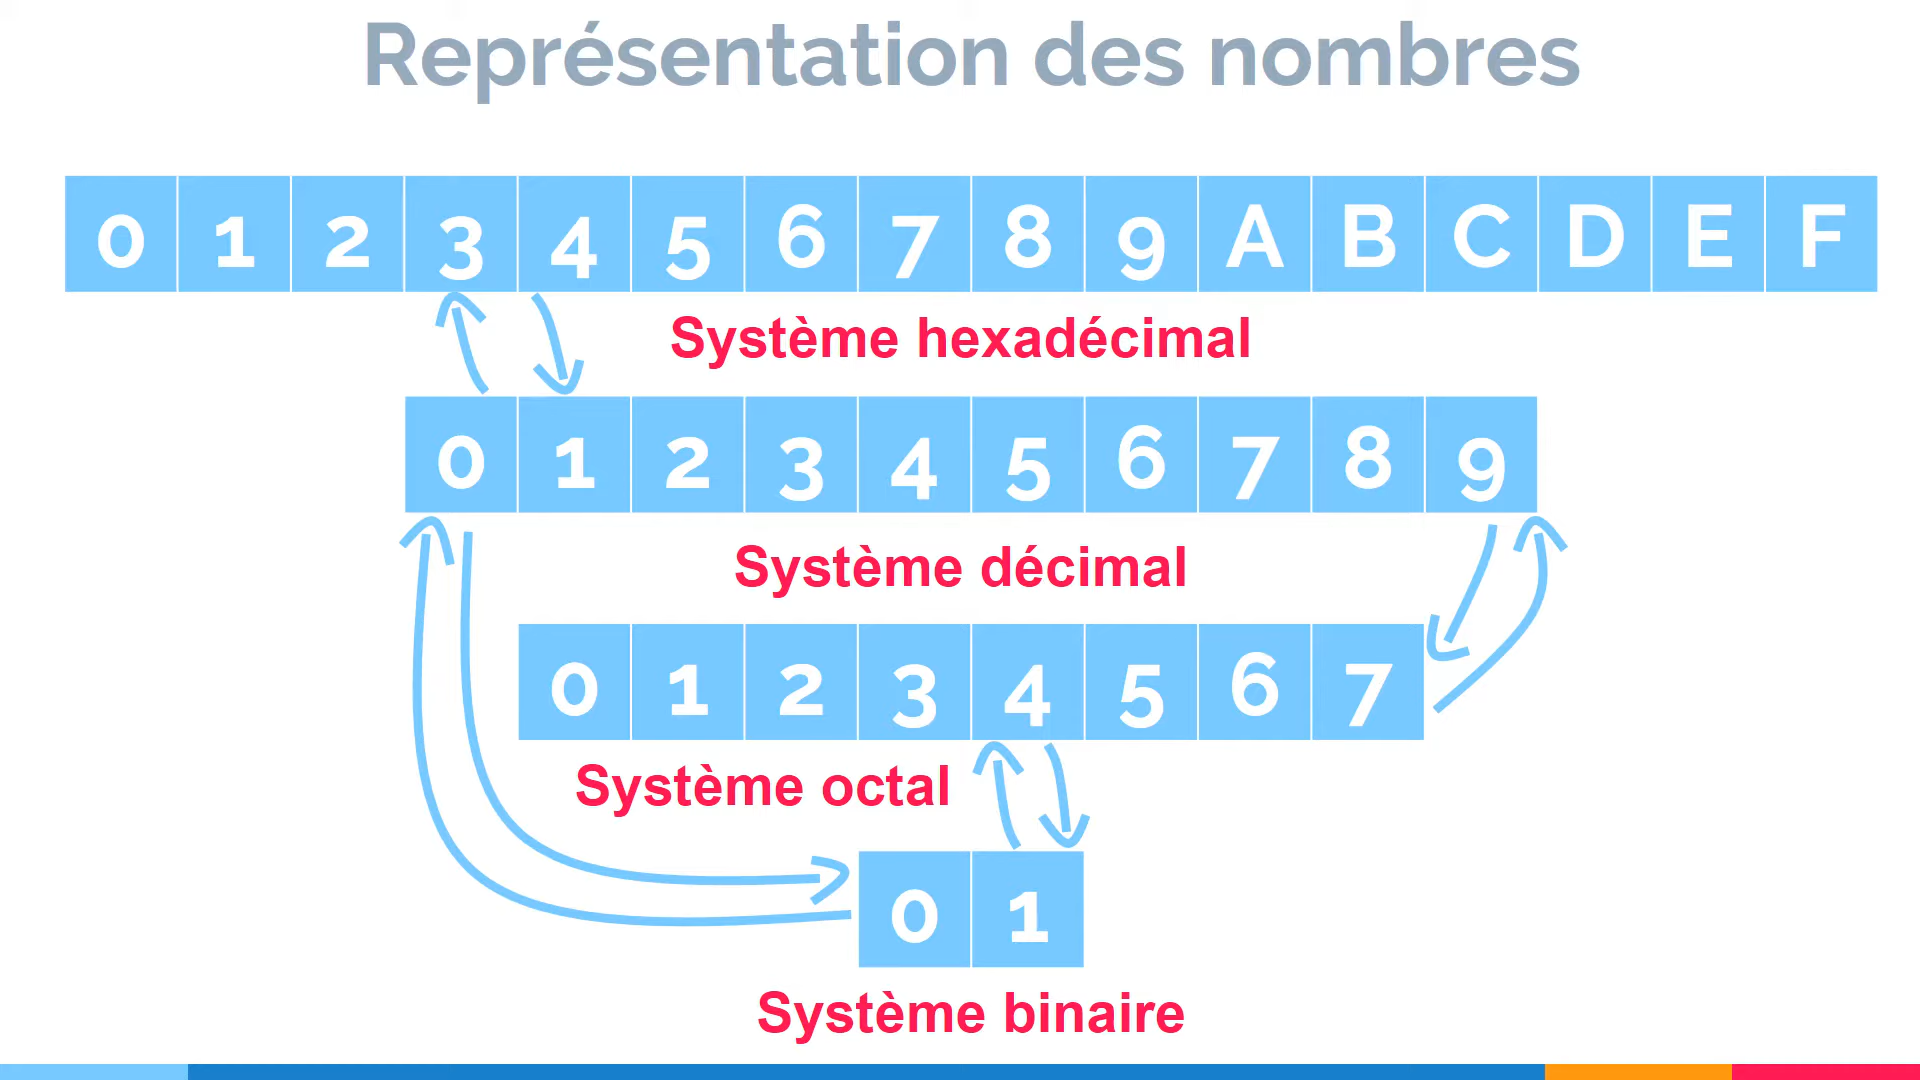 Représentation des nombres
0 1 2 3 4 5 6 7 8 9 A B C D E F
Système hexadécimal
0 1 2 3 4 5 6 7 8 9
Système décimal
0 1 2 3 4 5 6 7
Système octal
0 1
Système binaire